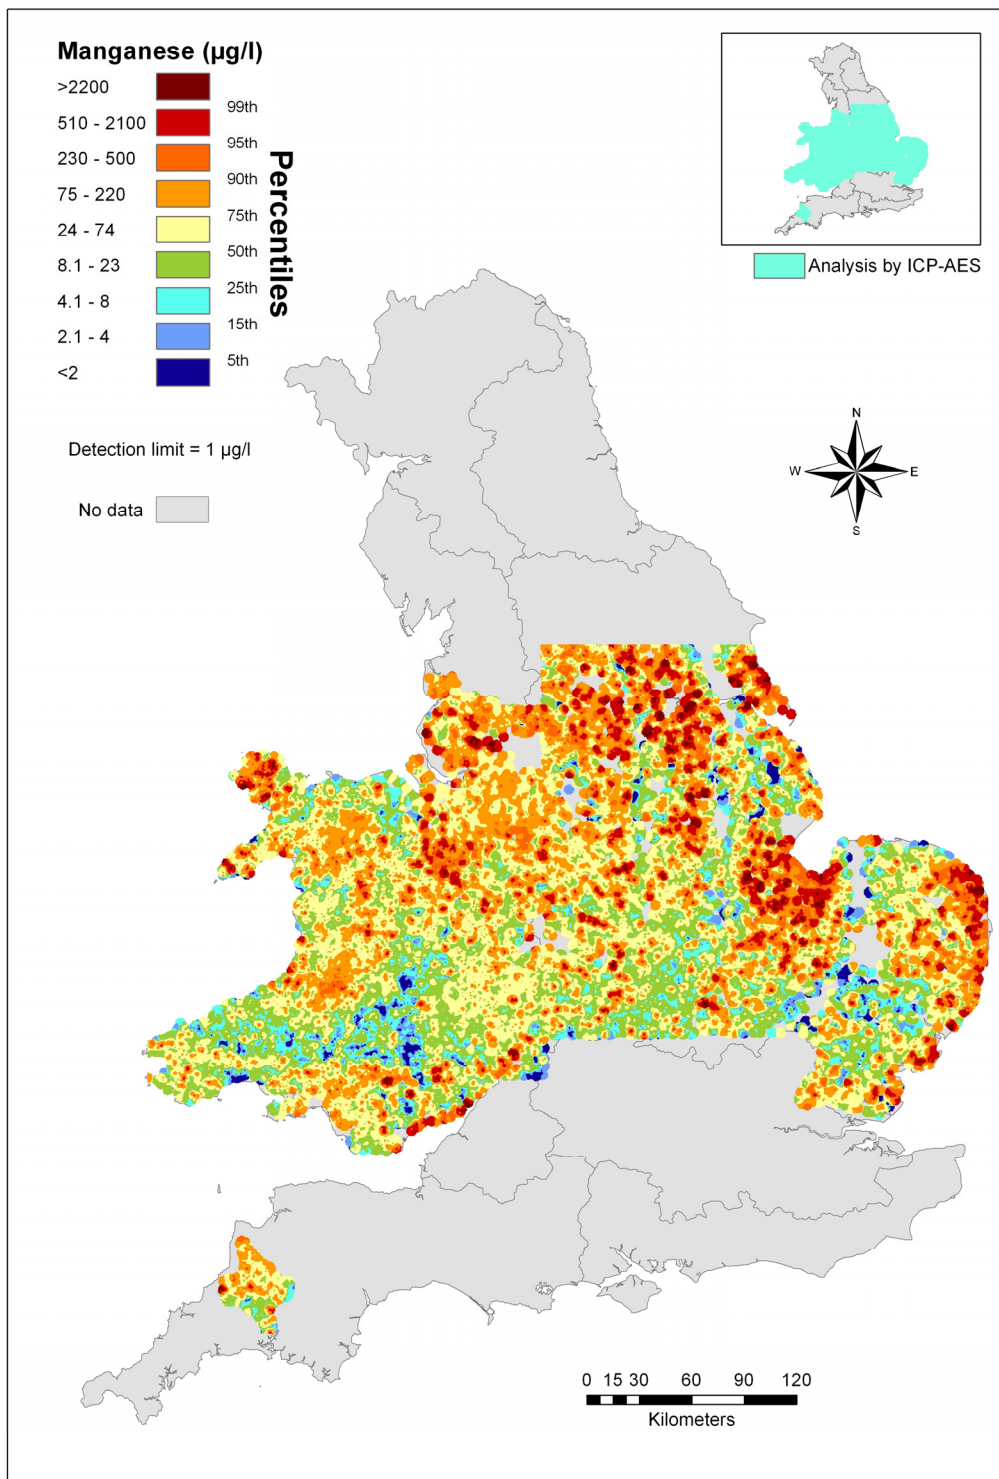 Manganese (µg/l)
>2200
99th
510 - 2100
95th
230 - 500
90th
75 - 220
75th
24 - 74
50th
8.1 - 23
25th
4.1 - 8
15th
2.1 - 4
5th
<2
Percentiles
Detection limit = 1 µg/l
No data
Analysis by ICP-AES
N
W
E
S
0 15 30 60 90 120
Kilometers